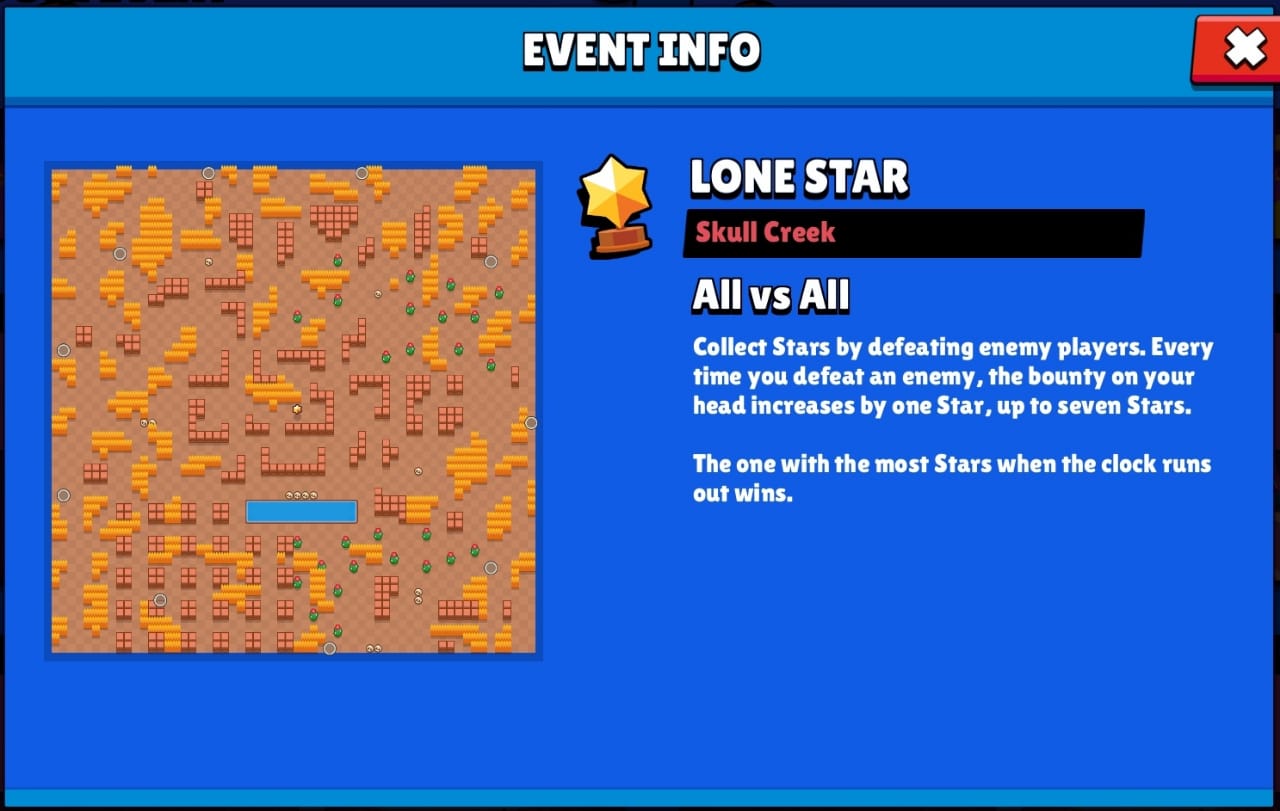 EVENT INFO
LONE STAR
Skull Creek
All vs All
Collect Stars by defeating enemy players. Every
time you defeat an enemy, the bounty on your
head increases by one Star, up to seven Stars.
The one with the most Stars when the clock runs
out wins.